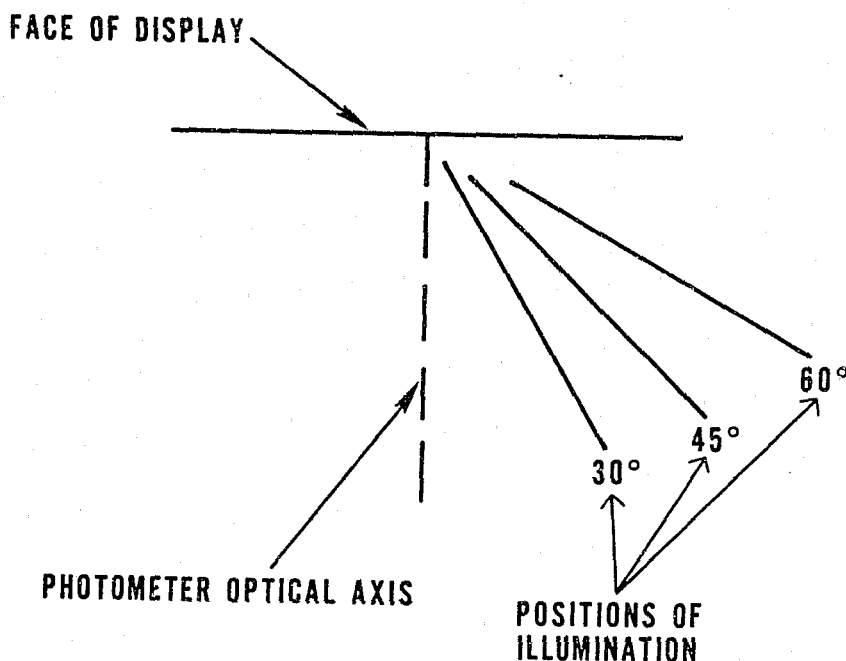 FACE OF DISPLAY
60°
45°
30°
PHOTOMETER OPTICAL AXIS
POSITIONS OF
ILLUMINATION